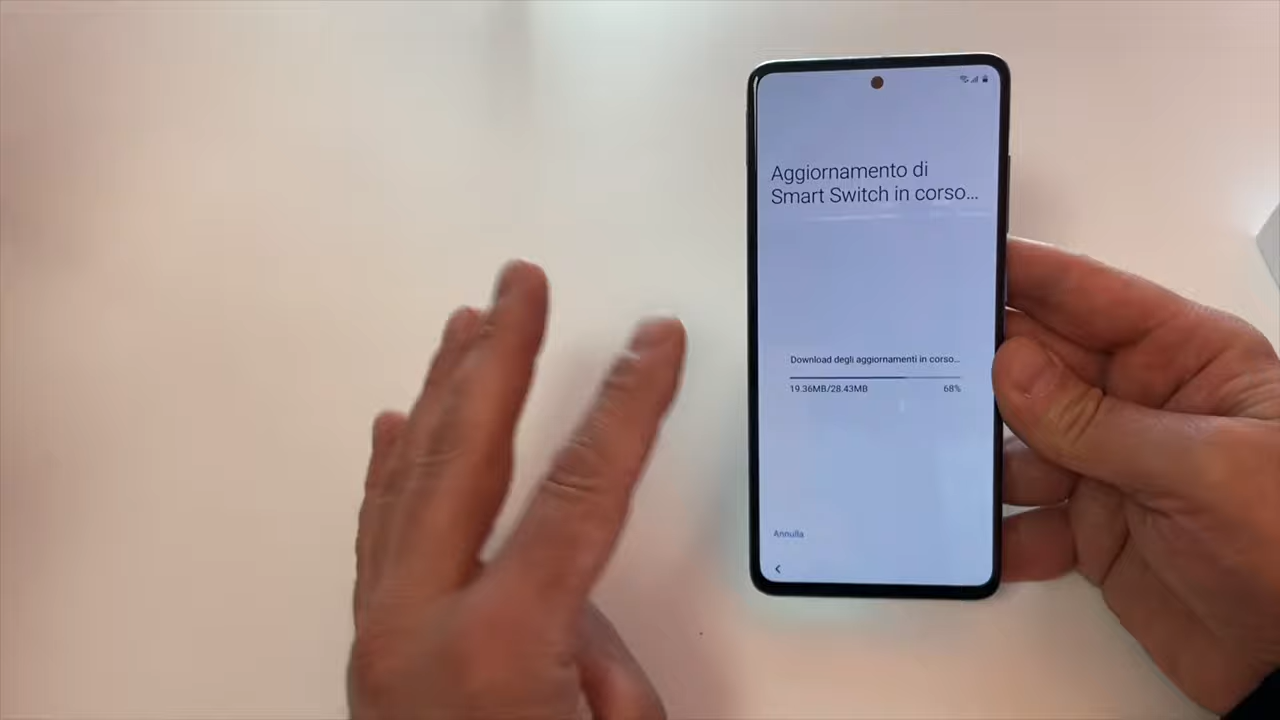 Aggiornamento di
Smart Switch in corso...
Download degli aggiornamenti in corso...
19.36MB/28.43MB 68%
Annulla